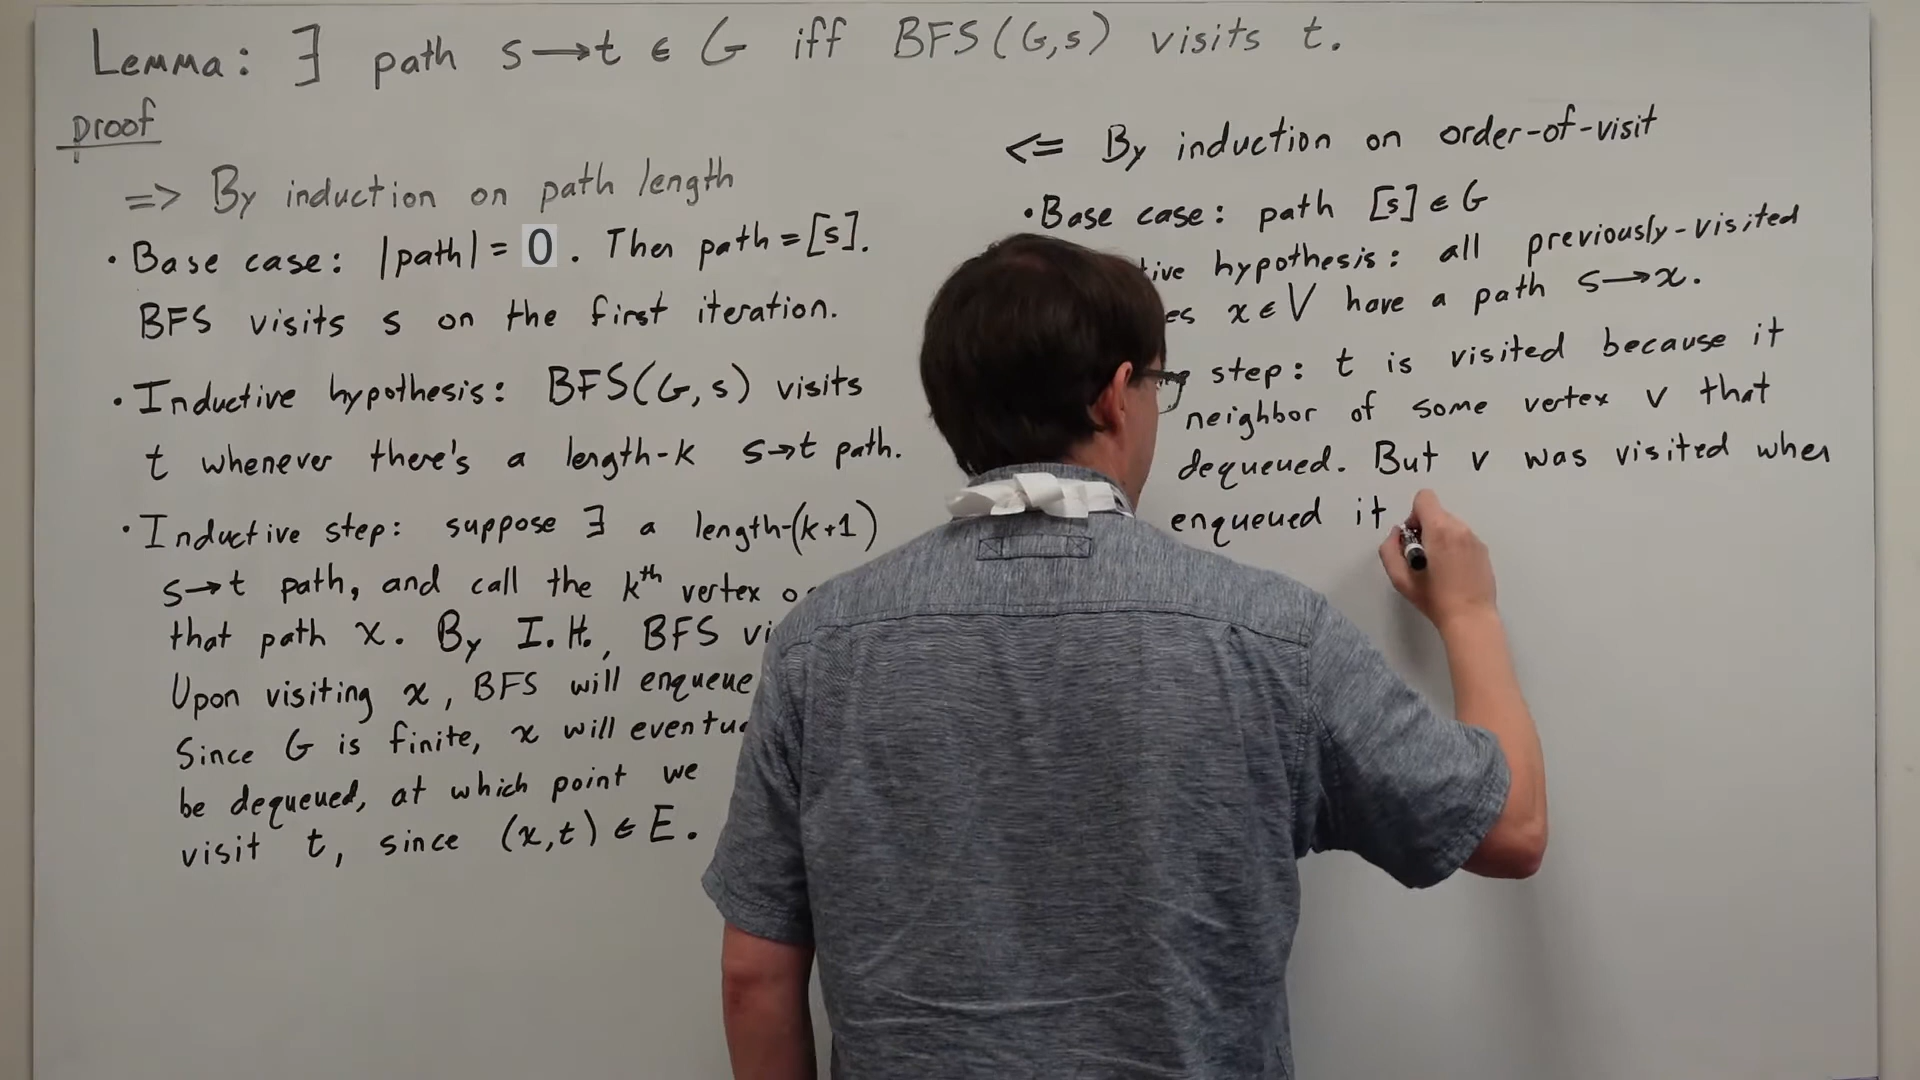 Lemma: ∃ path s→t ∈ G iff BFS(G,s) visits t.
proof
=> By induction on path length
• Base case: |path| = 0. Then path = [s].
BFS visits s on the first iteration.
• Inductive hypothesis: BFS(G,s) visits
t whenever there's a length-k s→t path.
• Inductive step: suppose ∃ a length-(k+1)
s→t path, and call the kth vertex
that path x. By I.H., BFS
Upon visiting x, BFS will enqueue
Since G is finite, x will
be dequeued, at which point we
visit t, since (x,t) ∈ E.
<= By induction on order-of-visit
• Base case: path [s] ∈ G
hypothesis: all previously-visited
x ∈ V have a path s→x.
step: t is visited because it
neighbor of some vertex v that
dequeued. But v was visited when
enqueued it